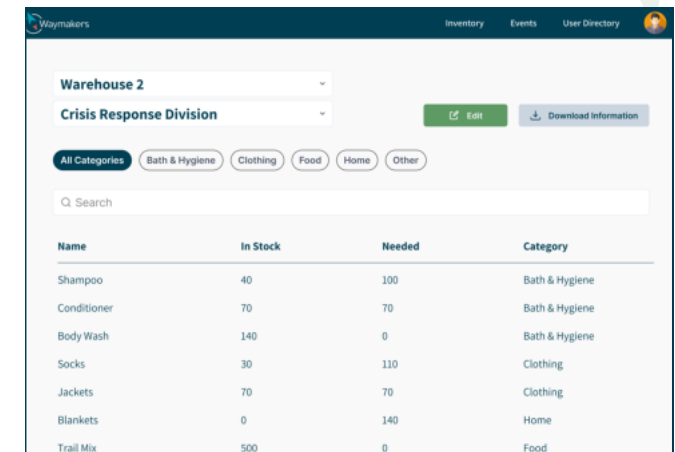 Waymakers Inventory Events User Directory
Warehouse 2
Crisis Response Division Edit Download Information
All Categories Bath & Hygiene Clothing Food Home Other
Search
Name In Stock Needed Category
Shampoo 40 100 Bath & Hygiene
Conditioner 70 70 Bath & Hygiene
Body Wash 140 0 Bath & Hygiene
Socks 30 110 Clothing
Jackets 70 70 Clothing
Blankets 0 140 Home
Trail Mix 500 0 Food